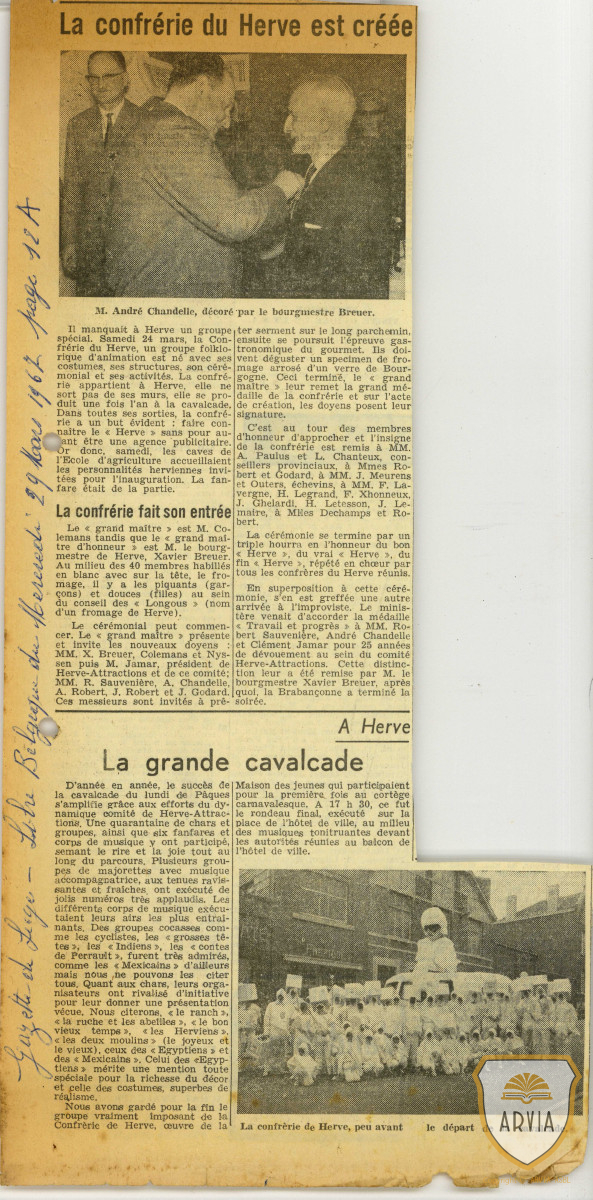 La confrérie du Herve est créée
M. André Chandelle, décoré par le bourgmestre Breuer.
Il manquait à Herve un groupe
spécial. Samedi 24 mars, la Con-
frérie du Herve, un groupe folklo-
rique d'animation est né avec ses
costumes, ses structures, son céré-
monial et ses activités. La confré-
rie appartient à Herve, elle ne
sort pas de ses murs, elle se pro-
duit une fois l'an à la cavalcade.
Dans toutes ses sorties, la confré-
rie a un but évident : faire con-
naître le « Herve » sans pour au-
tant être une agence publicitaire.
Or donc, samedi, les caves de
l'Ecole d'agriculture accueillaient
les personnalités herviennes invi-
tées pour l'inauguration. La fan-
fare était de la partie.
La confrérie fait son entrée
Le « grand maître » est M. Co-
lemans tandis que le « grand maî-
tre d'honneur » est M. le bourg-
mestre de Herve, Xavier Breuer.
Au milieu des 40 membres habillés
en blanc avec sur la tête, le fro-
mage, il y a les piquants (gar-
çons) et douces (filles) au sein
du conseil des « Longous » (nom
d'un fromage de Herve).
Le cérémonial peut commen-
cer. Le « grand maître » présente
et invite les nouveaux doyens :
MM. X. Breuer, Colemans et Nys-
sen puis M. Jamar, président de
Herve-Attractions et de ce comité;
MM. R. Sauvenière, A. Chandelle,
A. Robert, J. Robert et J. Godard.
Ces messieurs sont invités à prê-
ter serment sur le long parchemin,
ensuite se poursuit l'épreuve gas-
tronomique du gourmet. Ils doi-
vent déguster un specimen de fro-
mage arrosé d'un verre de Bour-
gogne. Ceci terminé, le « grand
maître » leur remet la grand mé-
daille de la confrérie et sur l'acte
de création, les doyens posent leur
signature.
C'est au tour des membres
d'honneur d'approcher et l'insigne
de la confrérie est remis à MM.
A. Paulus et L. Chanteux, con-
seillers provinciaux, à Mmes Ro-
bert et Godard, à MM. J. Meurens
et Outers, échevins, à MM. F. La-
vergne, H. Legrand, F. Xhonneux,
J. Ghelardi, H. Letesson, J. Le-
maire, à Mlles Dechamps et Ro-
bert.
La cérémonie se termine par un
triple hourra en l'honneur du bon
« Herve », du vrai « Herve », du
fin « Herve », répété en chœur par
tous les confrères du Herve réunis.
En superposition à cette céré-
monie, s'en est greffée une autre
arrivée à l'improviste. Le minis-
tère venait d'accorder la médaille
« Travail et progrès » à MM. Ro-
bert Sauvenière, André Chandelle
et Clément Jamar pour 25 années
de dévouement au sein du comité
Herve-Attractions. Cette distinc-
tion leur a été remise par M. le
bourgmestre Xavier Breuer, après
quoi, la Brabançonne a terminé la
soirée.
A Herve
La grande cavalcade
D'année en année, le succès de
la cavalcade du lundi de Pâques
s'amplifie grâce aux efforts du dy-
namique comité de Herve-Attrac-
tions. Une quarantaine de chars et
groupes, ainsi que six fanfares et
corps de musique y ont participé,
semant le rire et la joie tout au
long du parcours. Plusieurs grou-
pes de majorettes avec musique
accompagnatrice, aux tenues ravis-
santes et fraîches, ont exécuté de
jolis numéros très applaudis. Les
différents corps de musique exécu-
taient leurs airs les plus entraî-
nants. Des groupes cocasses comme
les cyclistes, les « grosses tê-
tes », les « Indiens », les « contes
de Perrault », furent très admirés,
comme les « Mexicains » d'ailleurs
mais nous ne pouvons les citer
tous. Quant aux chars, leurs orga-
nisateurs ont rivalisé d'initiative
pour leur donner une présentation
vécue. Nous citerons, « le ranch »,
« la ruche et les abeilles », « le bon
vieux temps », « les Herviens »,
« les deux moulins » (le joyeux et
le vieux), ceux des « Egyptiens » et
des « Mexicains ». Celui des «Egyp-
tiens » mérite une mention toute
spéciale pour la richesse du décor
et celle des costumes, superbes de
réalisme.
Nous avons gardé pour la fin le
groupe vraiment imposant de la
Confrérie de Herve, œuvre de la
Maison des jeunes qui participaient
pour la première fois au cortège
carnavalesque. A 17 h 30, ce fut
le rondeau final, exécuté sur la
place de l'hôtel de ville, au milieu
des musiques tonitruantes devant
les autorités réunies au balcon de
l'hôtel de ville.
La confrérie de Herve, peu avant le départ de
ARVIA
Gazette de Liège - Libre Belgique du Mercredi 29 Mars 1967 page 12 A